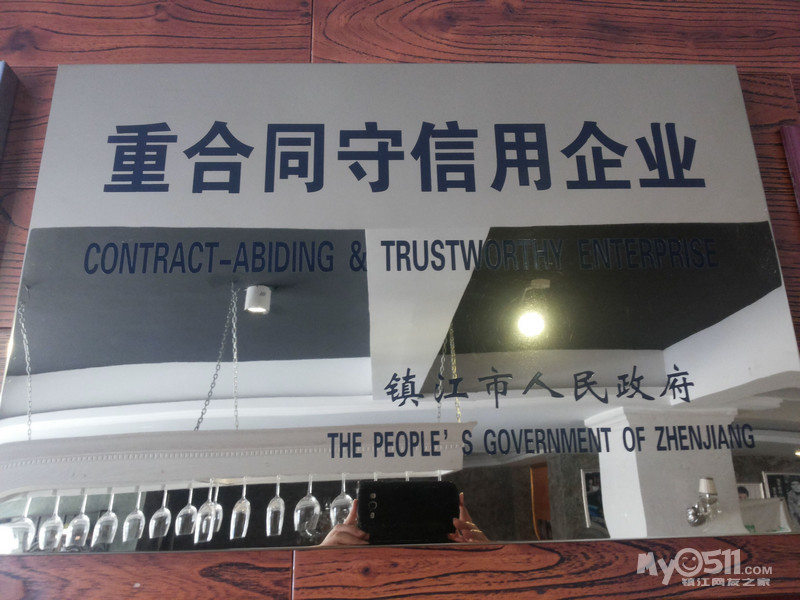 重合同守信用企业
CONTRACT-ABIDING & TRUSTWORTHY ENTERPRISE
镇江市人民政府
THE PEOPLE'S GOVERNMENT OF ZHENJIANG
My0511.COM
镇江网友之家